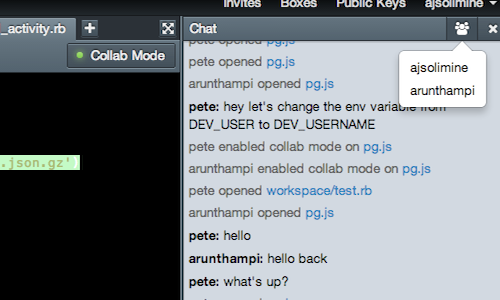 Invites Boxes Public Keys ajsolimine
_activity.rb
Collab Mode
.json.gz')
Chat
ajsolimine
arunthampi
pete opened pg.js
pete opened pg.js
arunthampi opened pg.js
pete: hey let's change the env variable from
DEV_USER to DEV_USERNAME
pete enabled collab mode on pg.js
arunthampi enabled collab mode on pg.js
pete opened workspace/test.rb
arunthampi opened pg.js
pete: hello
arunthampi: hello back
pete: what's up?